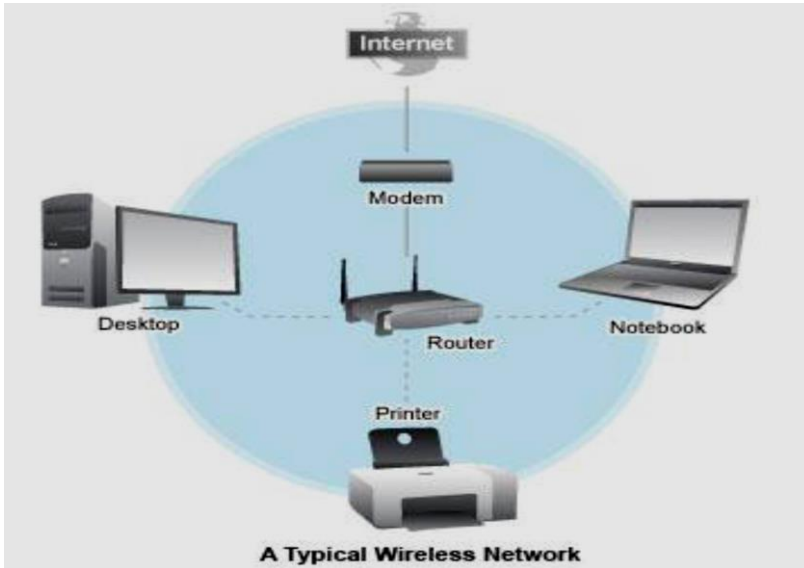 Internet
Modem
Desktop
Notebook
Router
Printer
A Typical Wireless Network